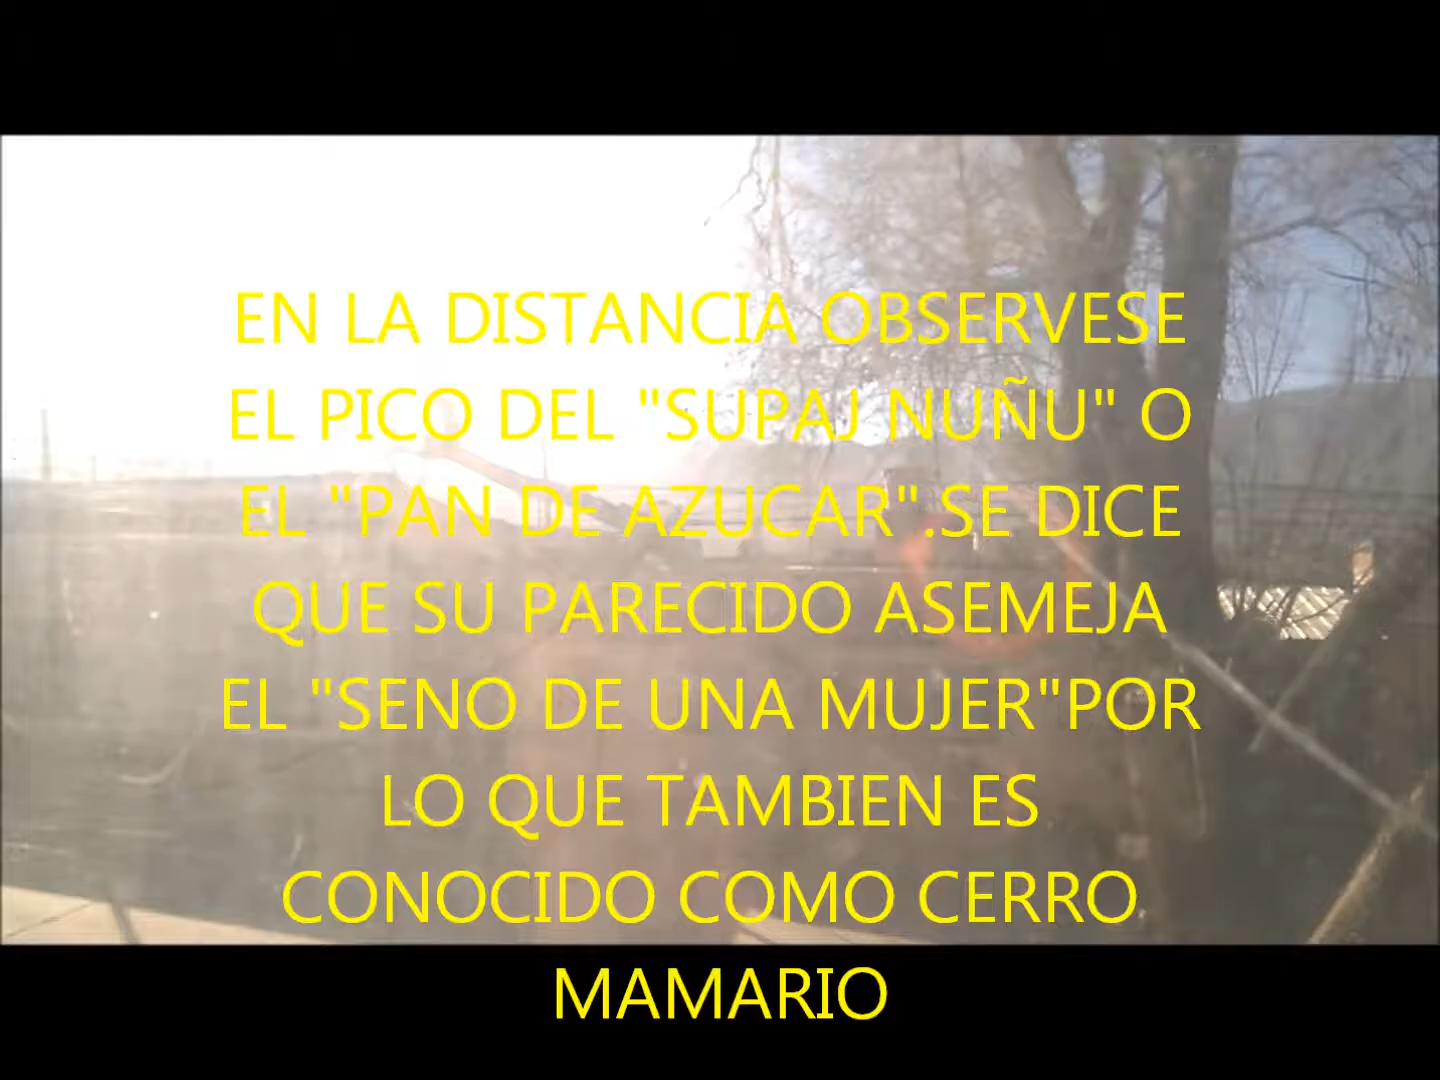 EN LA DISTANCIA OBSERVESE
EL PICO DEL "SUPAJ NUÑU" O
EL "PAN DE AZUCAR".SE DICE
QUE SU PARECIDO ASEMEJA
EL "SENO DE UNA MUJER"POR
LO QUE TAMBIEN ES
CONOCIDO COMO CERRO
MAMARIO